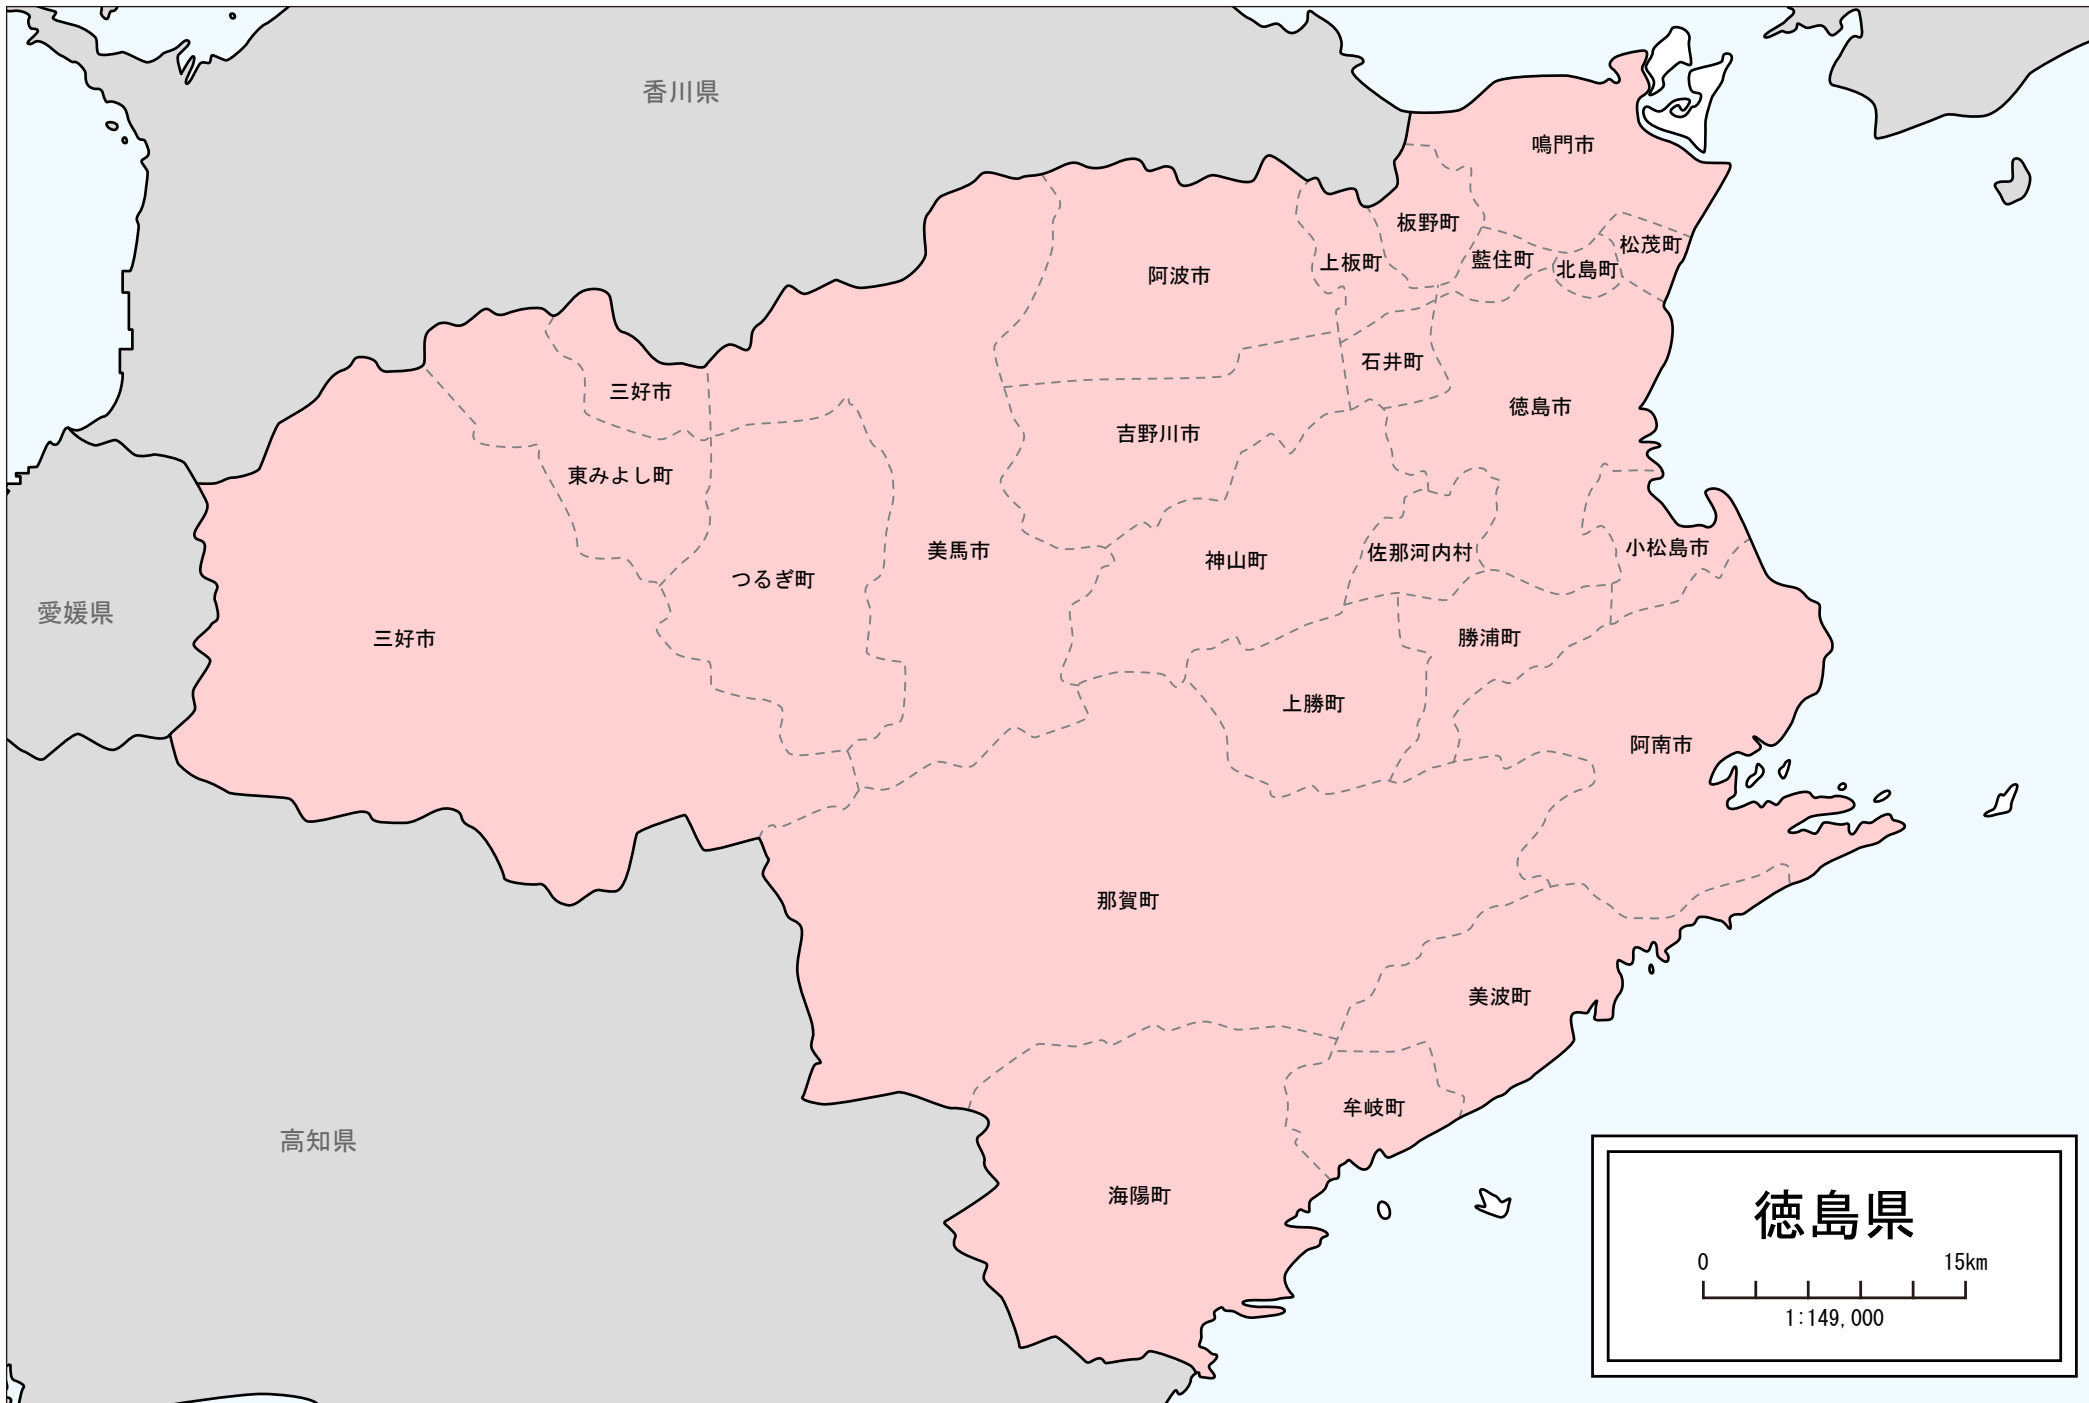 香川県
鳴門市
板野町
松茂町
藍住町
北島町
上板町
阿波市
石井町
三好市
徳島市
吉野川市
東みよし町
小松島市
美馬市
佐那河内村
神山町
つるぎ町
愛媛県
三好市
勝浦町
上勝町
阿南市
那賀町
美波町
牟岐町
高知県
海陽町
徳島県
0 15km
1:149,000